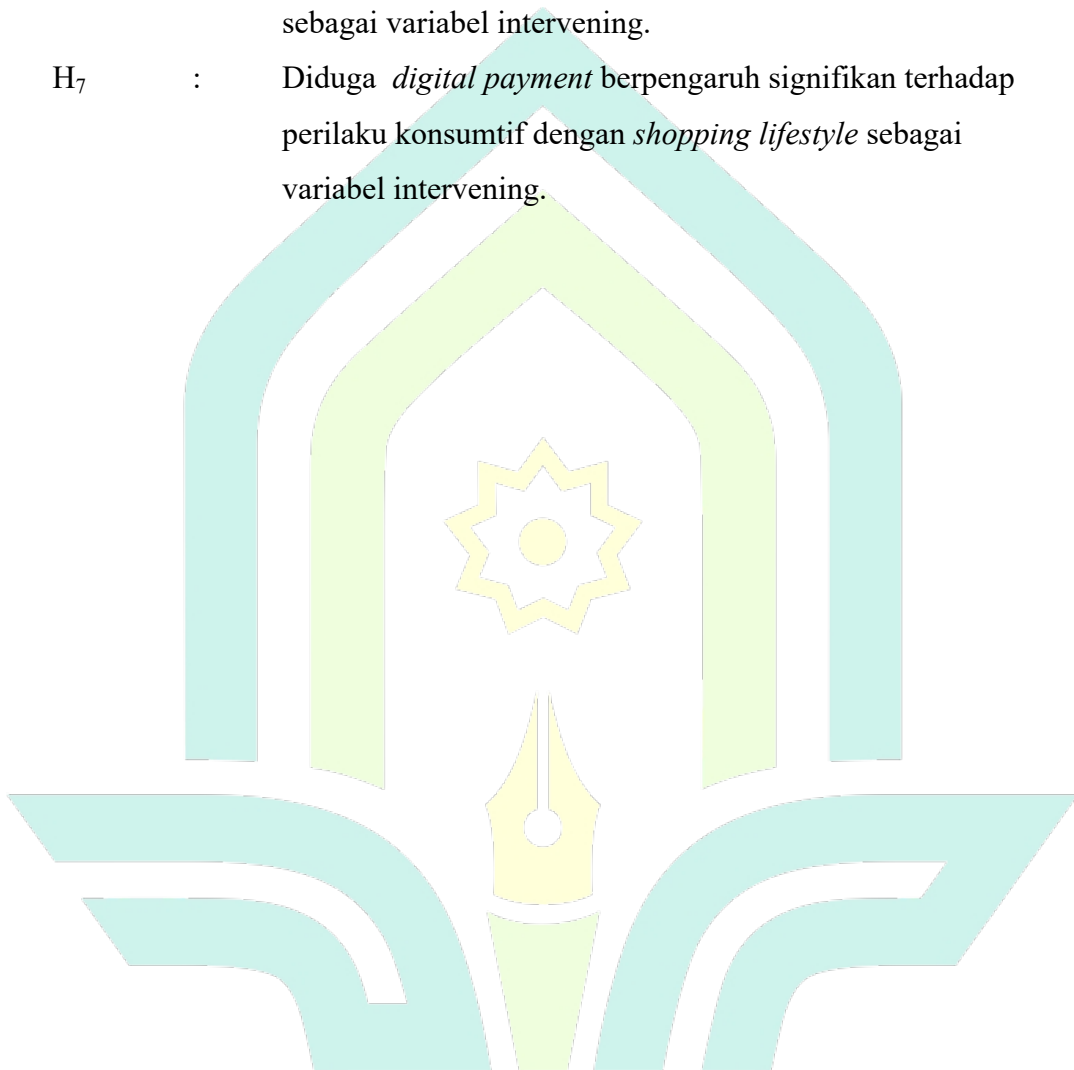 sebagai variabel intervening.
H₇ : Diduga digital payment berpengaruh signifikan terhadap
perilaku konsumtif dengan shopping lifestyle sebagai
variabel intervening.